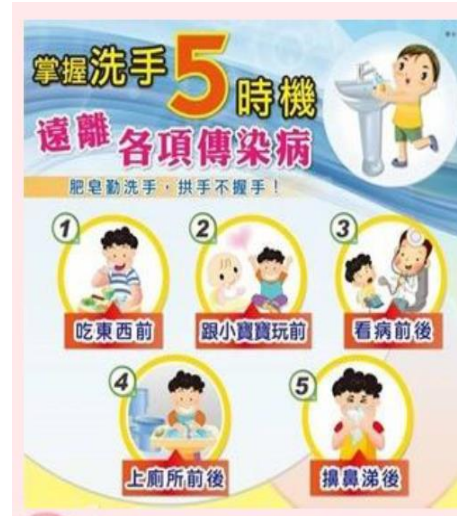 掌握洗手5時機
遠離各項傳染病
肥皂勤洗手，拱手不握手！
1
吃東西前
2
跟小寶寶玩前
3
看病前後
4
上廁所前後
5
擤鼻涕後